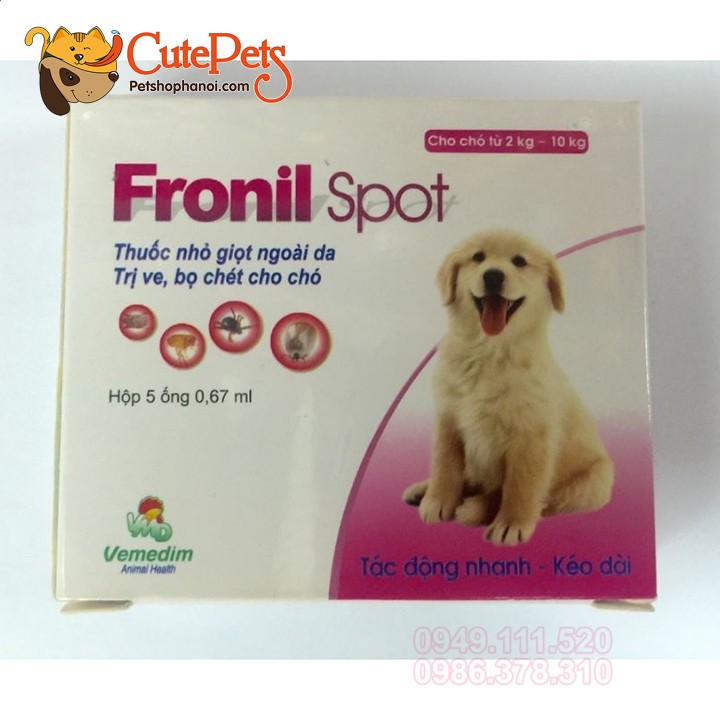 CutePets
Petshophanoi.com
Cho chó từ 2 kg - 10 kg
Fronil Spot
Thuốc nhỏ giọt ngoài da
Trị ve, bọ chét cho chó
Hộp 5 ống 0,67 ml
VMD
Vemedim
Animal Health
Tác động nhanh - Kéo dài
0949.111.520
0986.378.310